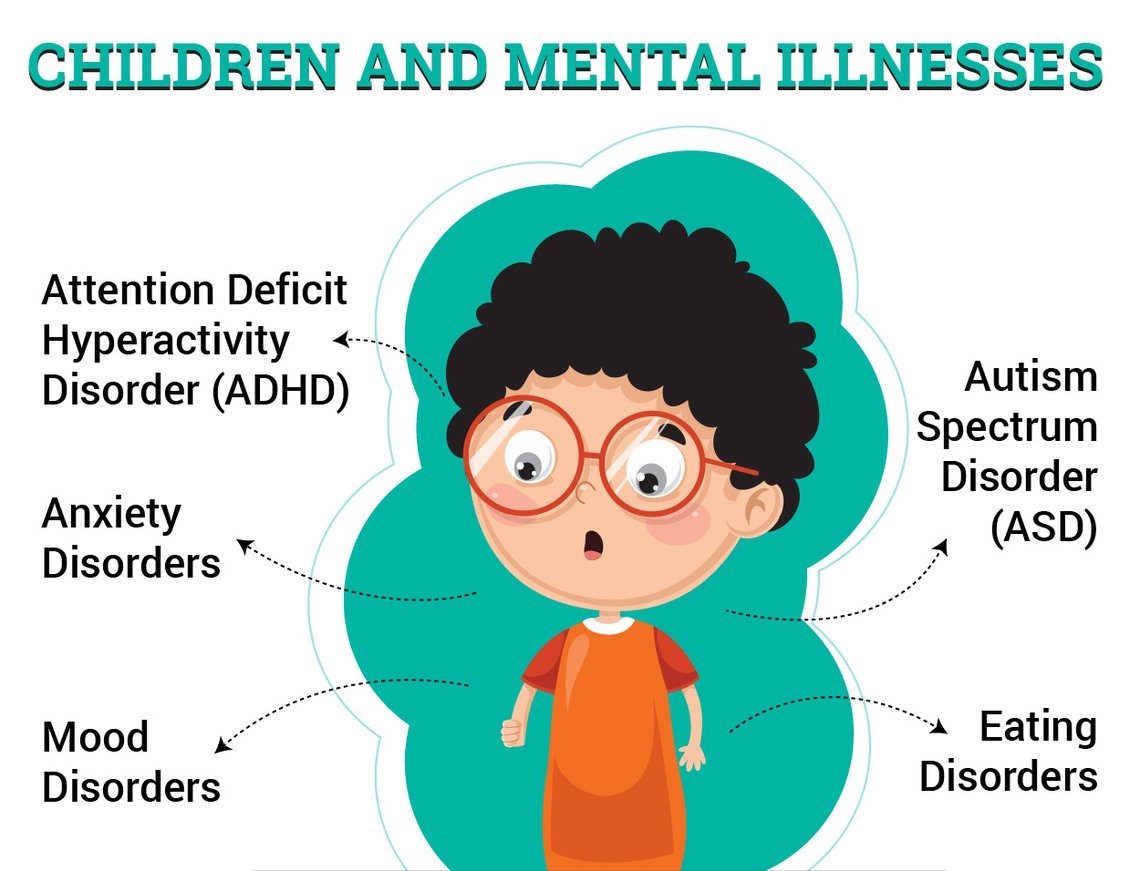 CHILDREN AND MENTAL ILLNESSES
Attention Deficit
Hyperactivity
Disorder (ADHD)
Anxiety
Disorders
Mood
Disorders
Autism
Spectrum
Disorder
(ASD)
Eating
Disorders